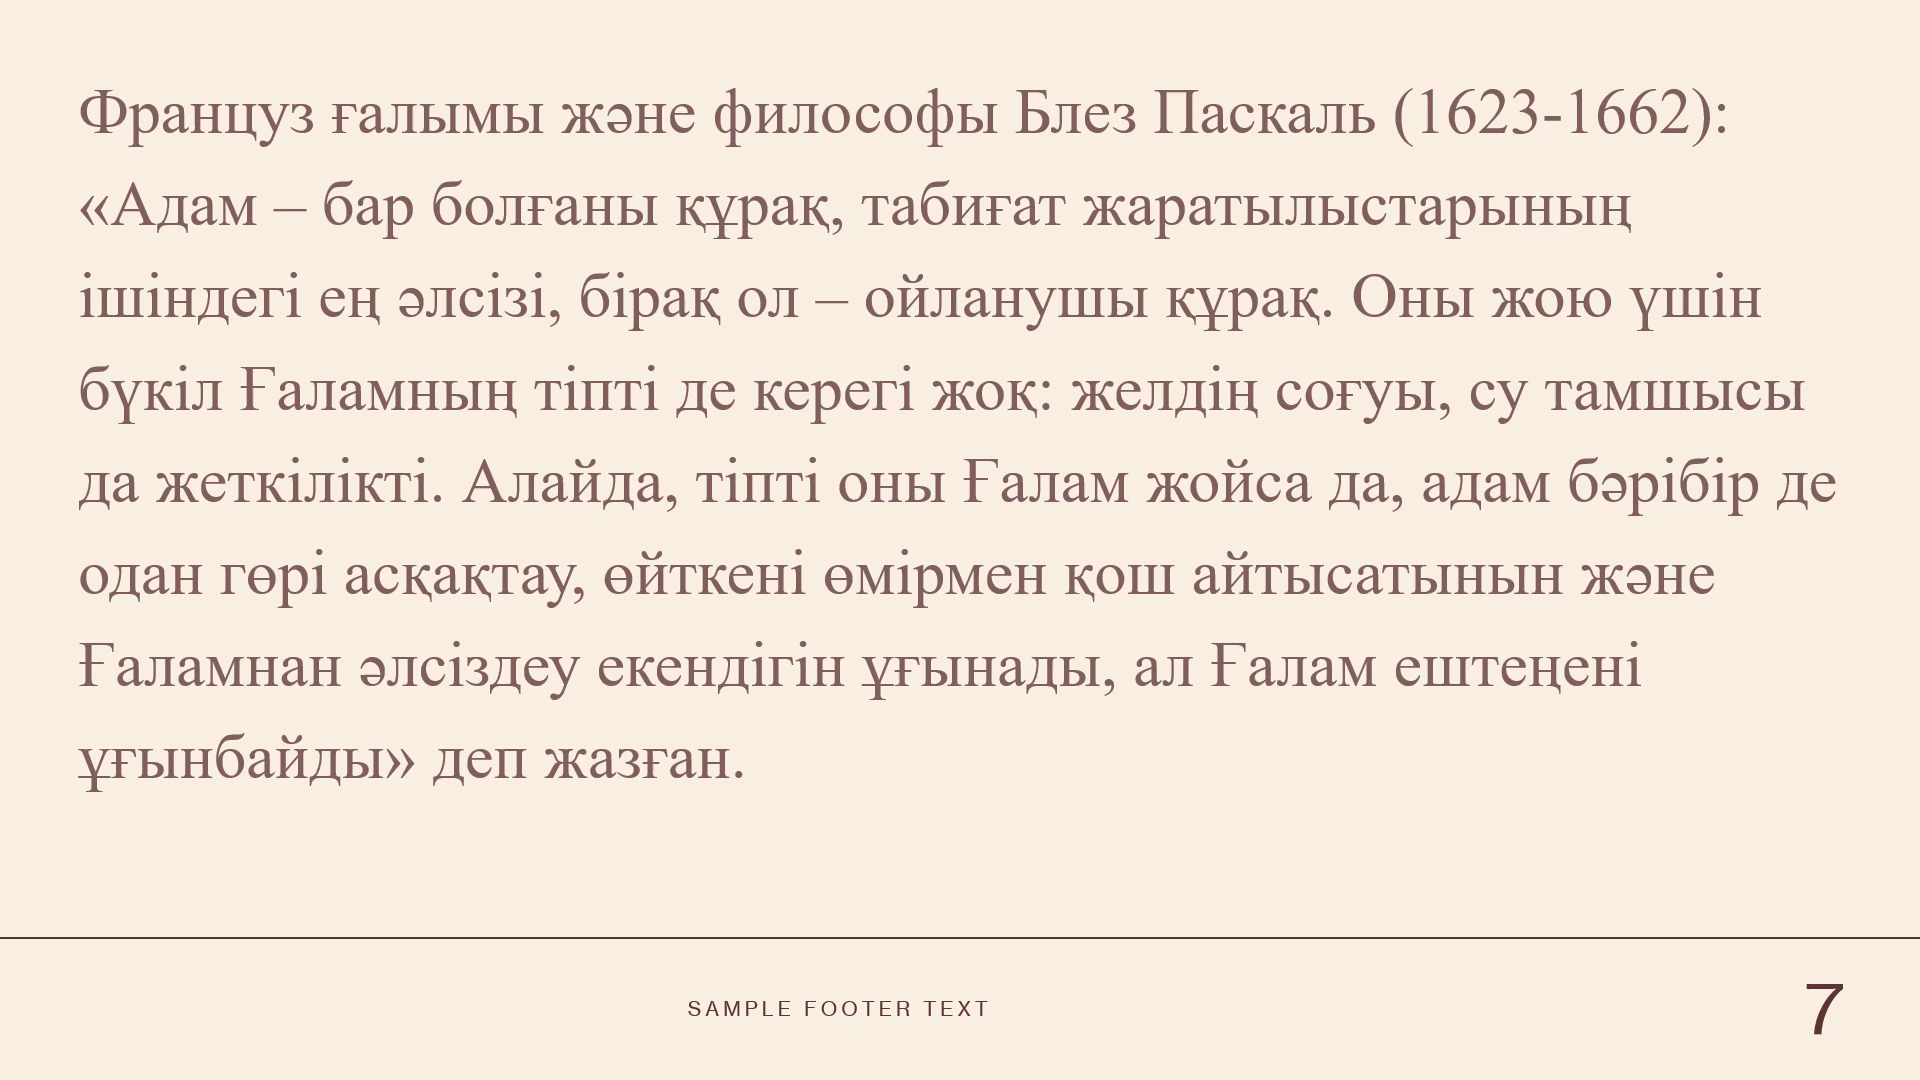 Француз ғалымы және философы Блез Паскаль (1623-1662):
«Адам – бар болғаны құрақ, табиғат жаратылыстарының
ішіндегі ең әлсізі, бірақ ол – ойланушы құрақ. Оны жою үшін
бүкіл Ғаламның тіпті де керегі жоқ: желдің соғуы, су тамшысы
да жеткілікті. Алайда, тіпті оны Ғалам жойса да, адам бәрібір де
одан гөрі асқақтау, өйткені өмірмен қош айтысатынын және
Ғаламнан әлсіздеу екендігін ұғынады, ал Ғалам ештеңені
ұғынбайды» деп жазған.
SAMPLE FOOTER TEXT
7